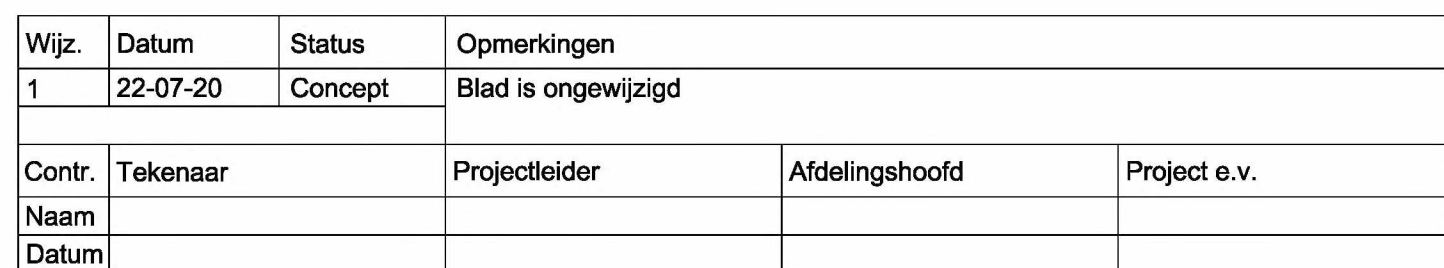 Wijz. Datum Status Opmerkingen
1 22-07-20 Concept Blad is ongewijzigd
Contr. Tekenaar Projectleider Afdelingshoofd Project e.v.
Naam
Datum